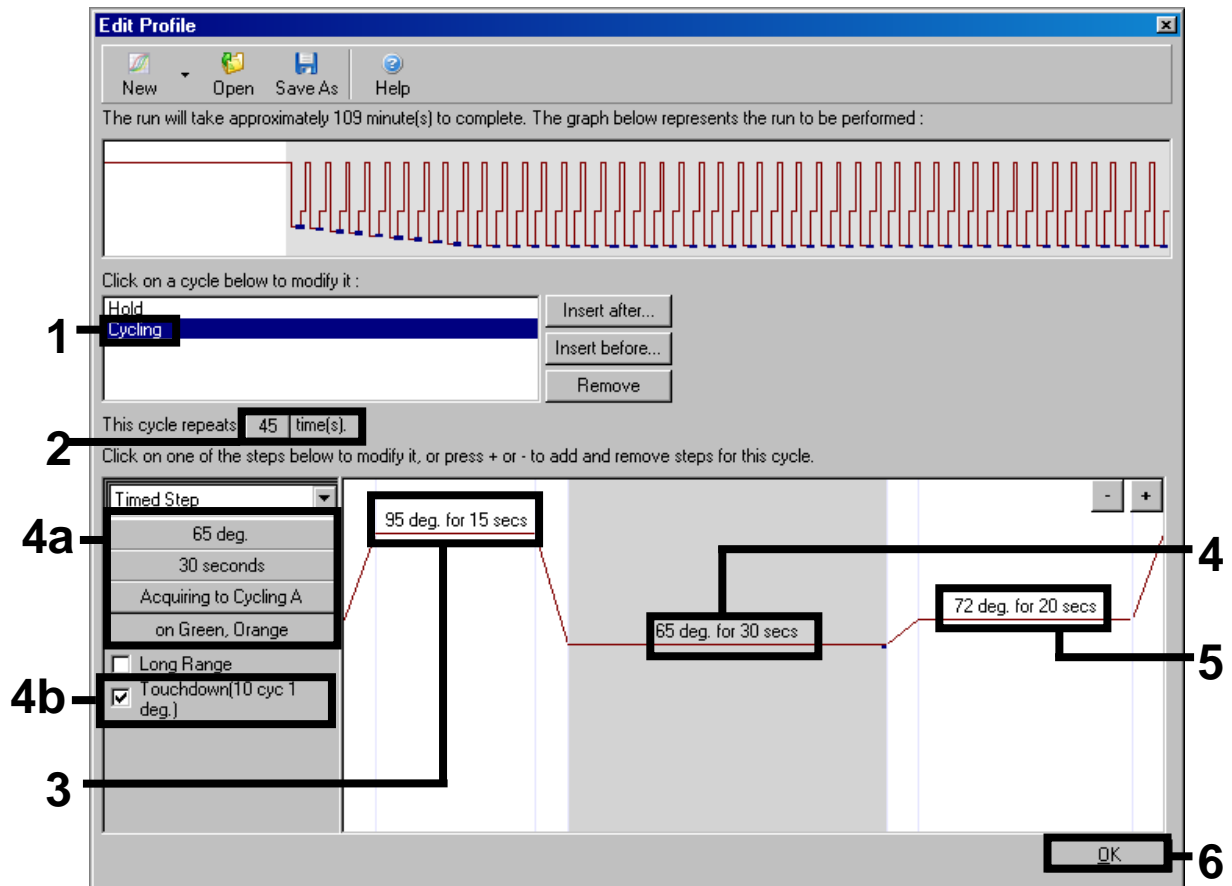 Edit Profile
New Open Save As Help
The run will take approximately 109 minute(s) to complete. The graph below represents the run to be performed :
Click on a cycle below to modify it :
Hold
Cycling
1
Insert after...
Insert before...
Remove
This cycle repeats 45 time(s).
2
Click on one of the steps below to modify it, or press + or - to add and remove steps for this cycle.
Timed Step
4a
65 deg.
30 seconds
Acquiring to Cycling A
on Green, Orange
Long Range
4b
Touchdown(10 cyc 1
deg.)
- +
95 deg. for 15 secs
3
65 deg. for 30 secs
4
72 deg. for 20 secs
5
OK
6